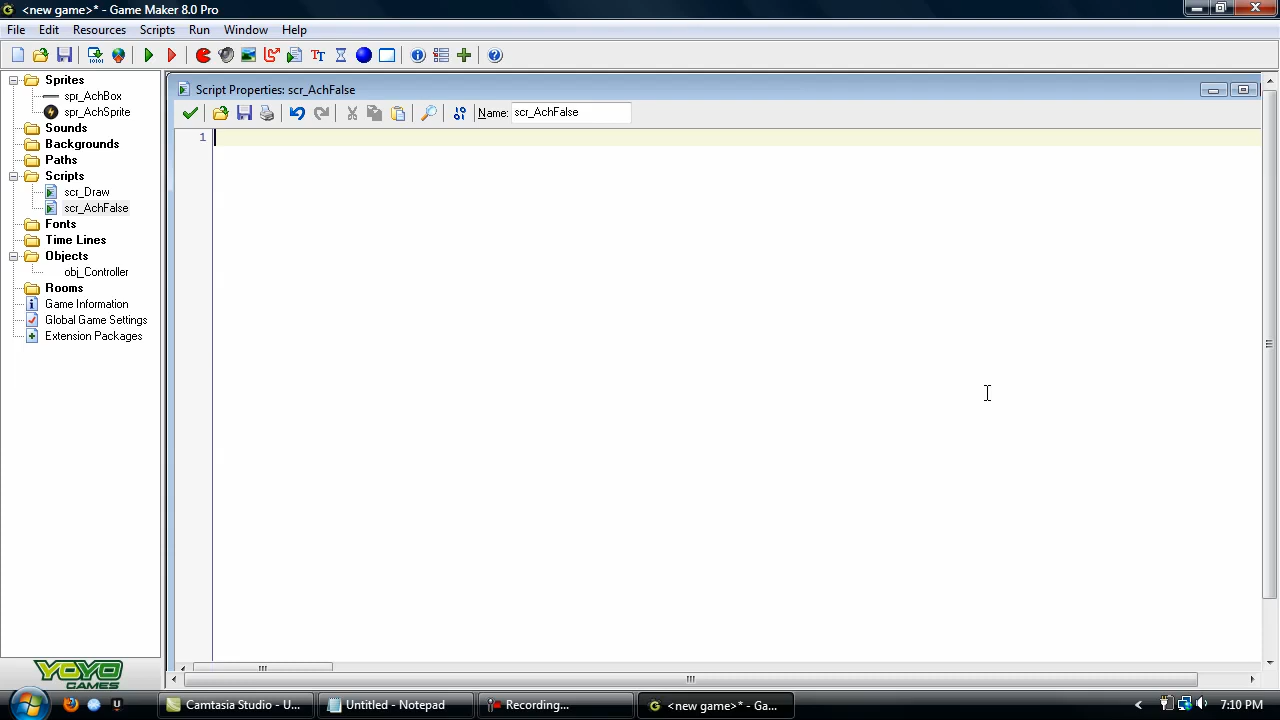 <new game>* - Game Maker 8.0 Pro
File Edit Resources Scripts Run Window Help
Sprites
spr_AchBox
spr_AchSprite
Sounds
Backgrounds
Paths
Scripts
scr_Draw
scr_AchFalse
Fonts
Time Lines
Objects
obj_Controller
Rooms
Game Information
Global Game Settings
Extension Packages
YOYO
GAMES
Script Properties: scr_AchFalse
Name: scr_AchFalse
1
Camtasia Studio - U...
Untitled - Notepad
Recording...
<new game>* - Ga...
7:10 PM